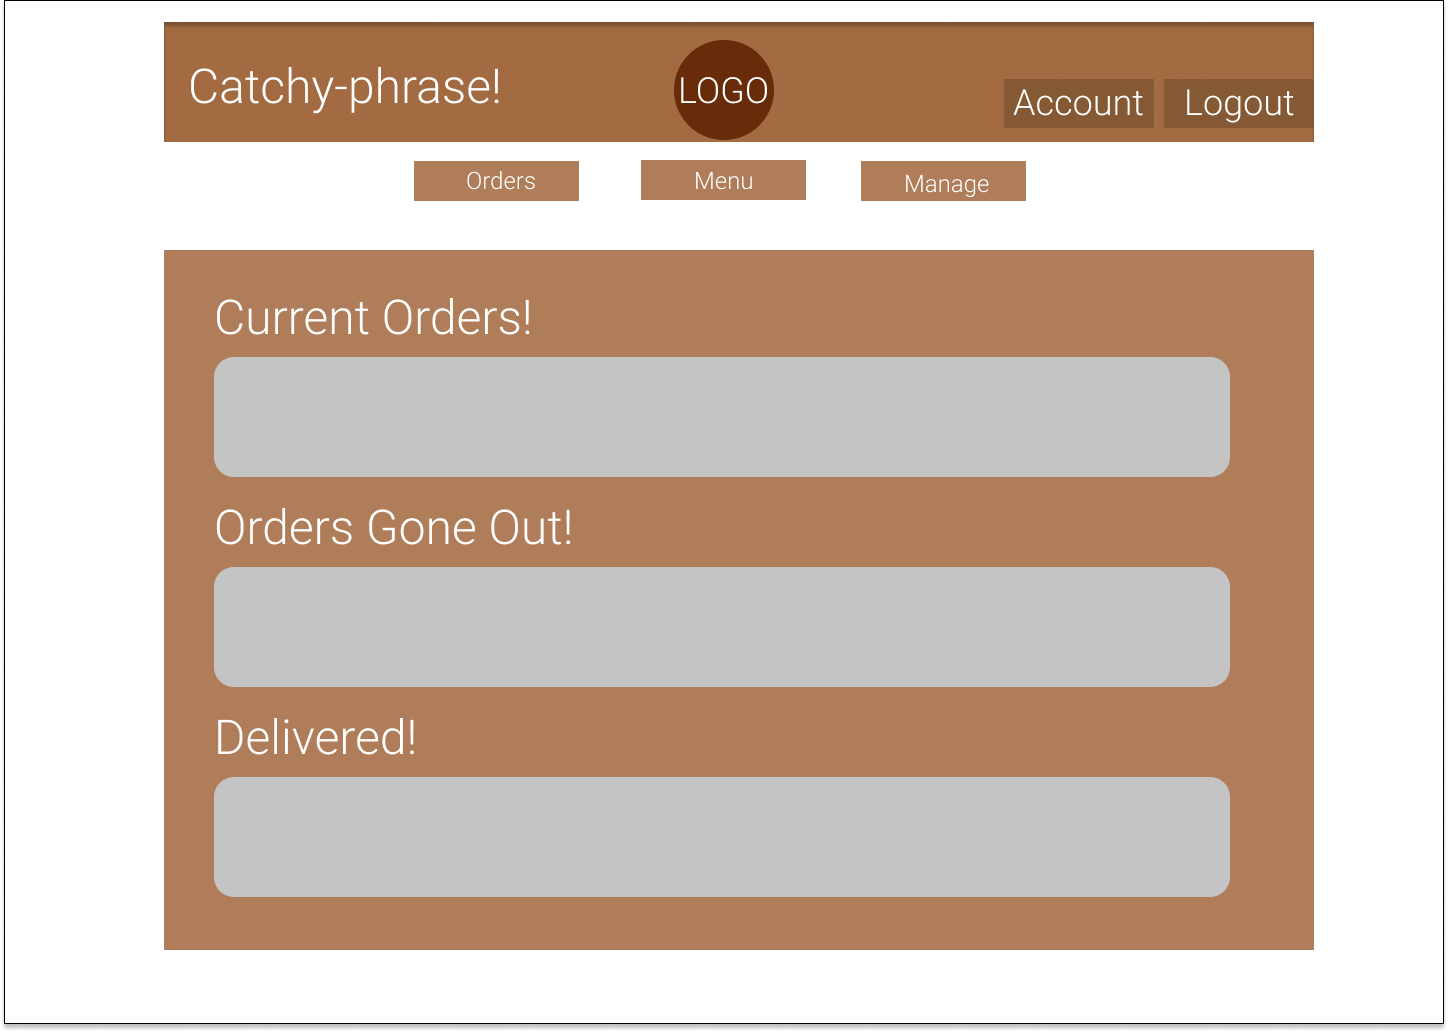 Catchy-phrase!
LOGO
Account
Logout
Orders
Menu
Manage
Current Orders!
Orders Gone Out!
Delivered!